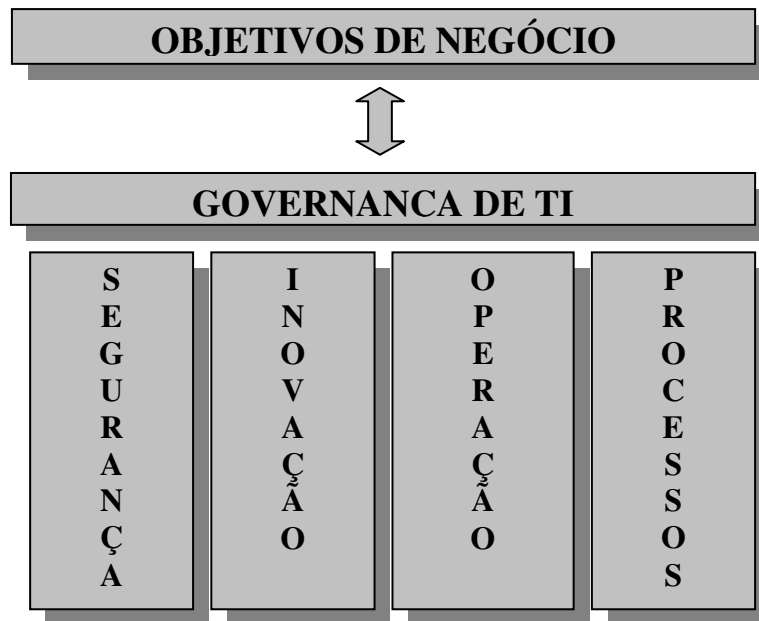 OBJETIVOS DE NEGÓCIO
GOVERNANCA DE TI
SEGURANÇA
INOVAÇÃO
OPERAÇÃO
PROCESSOS